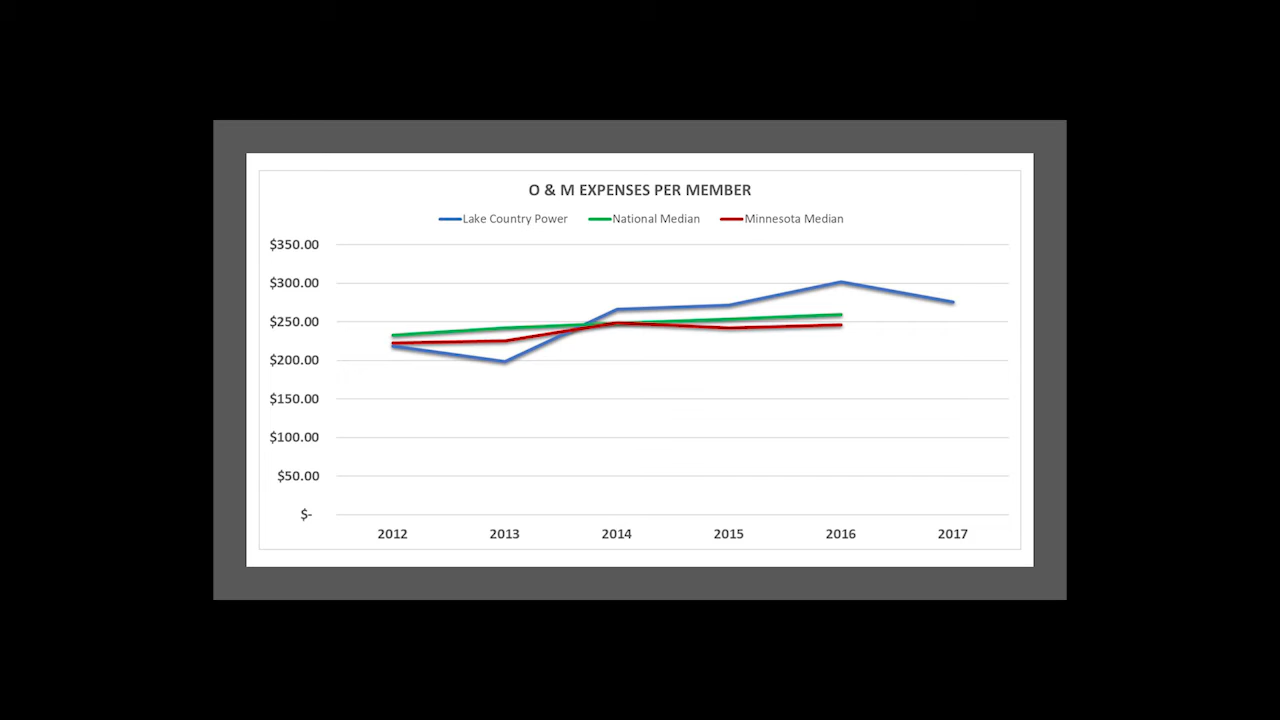 O & M EXPENSES PER MEMBER
Lake Country Power National Median Minnesota Median
$350.00
$300.00
$250.00
$200.00
$150.00
$100.00
$50.00
$-
2012 2013 2014 2015 2016 2017